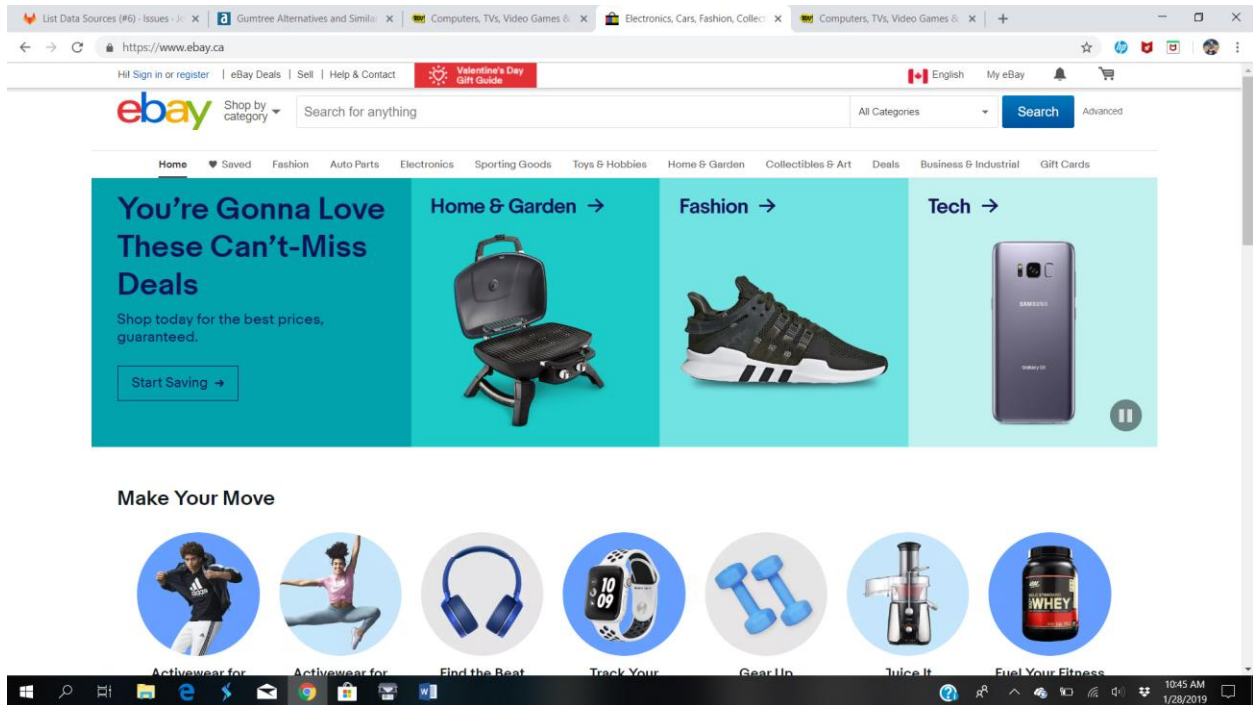 List Data Sources (#6) · Issues · Jo
Gumtree Alternatives and Simila
Computers, TVs, Video Games &
Electronics, Cars, Fashion, Collect
Computers, TVs, Video Games &
https://www.ebay.ca
Hi! Sign in or register | eBay Deals | Sell | Help & Contact
Valentine's Day
Gift Guide
English My eBay
ebay
Shop by
category
Search for anything
All Categories
Search
Advanced
Home Saved Fashion Auto Parts Electronics Sporting Goods Toys & Hobbies Home & Garden Collectibles & Art Deals Business & Industrial Gift Cards
You're Gonna Love
These Can't-Miss
Deals
Shop today for the best prices,
guaranteed.
Start Saving →
Home & Garden →
Fashion →
Tech →
SAMSUNG
Galaxy S8
Make Your Move
adidas
10
09
WHEY
Activewear for
Activewear for
Find the Beat
Track Your
Gear Up
Juice It
Fuel Your Fitness
10:45 AM
1/28/2019